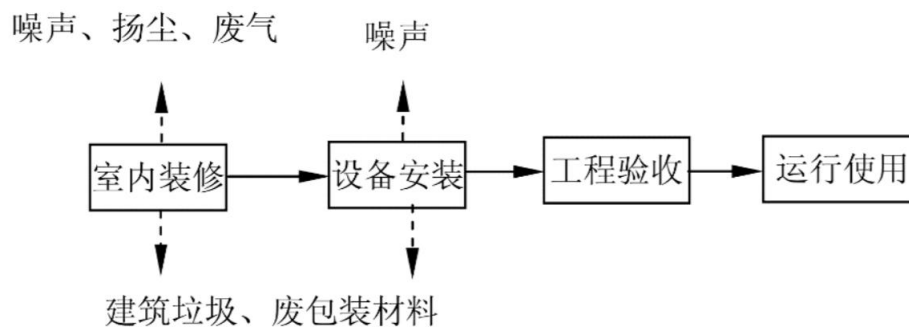 噪声、扬尘、废气
噪声
室内装修
设备安装
工程验收
运行使用
建筑垃圾、废包装材料